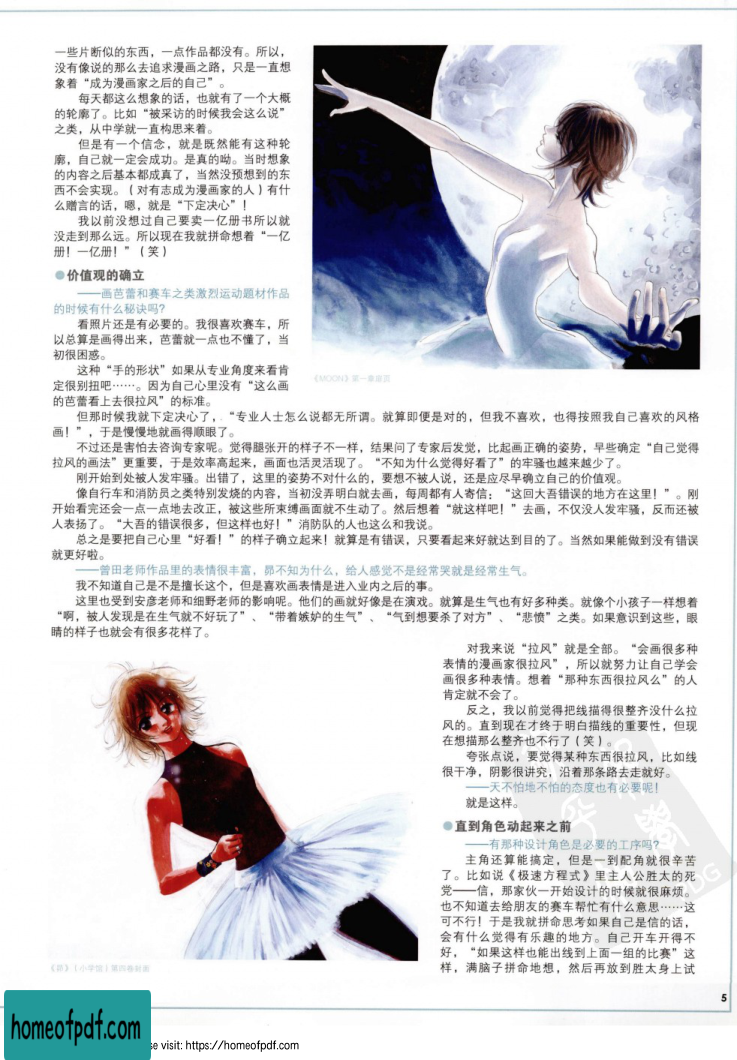 一些片断似的东西，一点作品都没有。所以，
没有像说的那么去追求漫画之路，只是一直想
象着“成为漫画家之后的自己”。
每天都这么想象的话，也就有了一个大概
的轮廓了。比如“被采访的时候我会这么说”
之类，从中学就一直构思来着。
但是有一个信念，就是既然能有这种轮
廓，自己就一定会成功。是真的呦。当时想象
的内容之后基本都成真了，当然没预想到的东
西不会实现。（对有志成为漫画家的人）有什
么赠言的话，嗯，就是“下定决心”！
我以前没想过自己要卖一亿册书所以就
没走到那么远。所以现在我就拼命想着“一亿
册！一亿册！”（笑）
●价值观的确立
——画芭蕾和赛车之类激烈运动题材作品
的时候有什么秘诀吗？
看照片还是有必要的。我很喜欢赛车，所
以总算是画得出来，芭蕾就一点也不懂了，当
初很困惑。
这种“手的形状”如果从专业角度来看肯
定很别扭吧……。因为自己心里没有“这么画
的芭蕾看上去很拉风”的标准。
《MOON》第一集扉页
但那时候我就下定决心了，“专业人士怎么说都无所谓。就算即便是对的，但我不喜欢，也得按照我自己喜欢的风格
画！”，于是慢慢地就画得顺眼了。
不过还是害怕去咨询专家呢。觉得腿张开的样子不一样，结果问了专家后发觉，比起画正确的姿势，早些确定“自己觉得
拉风的画法”更重要，于是效率高起来，画面也活灵活现了。“不知为什么觉得好看了”的牢骚也越来越少了。
刚开始到处被人发牢骚。出错了，这里的姿势不对什么的，要想不被人说，还是应尽早确立自己的价值观。
像自行车和消防员之类特别发烧的内容，当初没弄明白就去画，每周都有人寄信：“这回大吾错误的地方在这里！”。刚
开始看完还会一点一点地去改正，被这些所束缚画面就不生动了。然后想着“就这样吧！”去画，不仅没人发牢骚，反而还被
人表扬了。“大吾的错误很多，但这样也好！”消防队的人也这么和我说。
总之是要把自己心里“好看！”的样子确立起来！就算是有错误，只要看起来好就达到目的了。当然如果能做到没有错误
就更好啦。
——曾田老师作品里的表情很丰富，昴不知为什么，给人感觉不是经常哭就是经常生气。
我不知道自己是不是擅长这个，但是喜欢画表情是进入业内之后的事。
这里也受到安彦老师和细野老师的影响呢。他们的画就好像是在演戏。就算是生气也有好多种类。就像个小孩子一样想着
“啊，被人发现是在生气就不好玩了”、“带着嫉妒的生气”、“气到想要杀了对方”、“悲愤”之类。如果意识到这些，眼
睛的样子也就会有很多花样了。
对我来说“拉风”就是全部。“会画很多种
表情的漫画家很拉风”，所以就努力让自己学会
画很多种表情。想着“那种东西很拉风么”的人
肯定就不会了。
反之，我以前觉得把线描得很整齐没什么拉
风的。直到现在才终于明白描线的重要性，但现
在想描那么整齐也不行了（笑）。
夸张点说，要觉得某种东西很拉风，比如线
很干净，阴影很讲究，沿着那条路去走就好。
——天不怕地不怕的态度也有必要呢！
就是这样。
●直到角色动起来之前
——有那种设计角色是必要的工序吗？
主角还算能搞定，但是一到配角就很辛苦
了。比如说《极速方程式》里主人公胜太的死
党——信，那家伙一开始设计的时候就很麻烦。
也不知道去给朋友的赛车帮忙有什么意思……这
可不行！于是我就拼命思考如果自己是信的话，
会有什么觉得有乐趣的地方。自己开车开得不
好，“如果这样也能出线到上面一组的比赛”这
样，满脑子拼命地想，然后再放到胜太身上试
《昴》|小学馆|第四卷封面
5
homeofpdf.com
se visit: https://homeofpdf.com